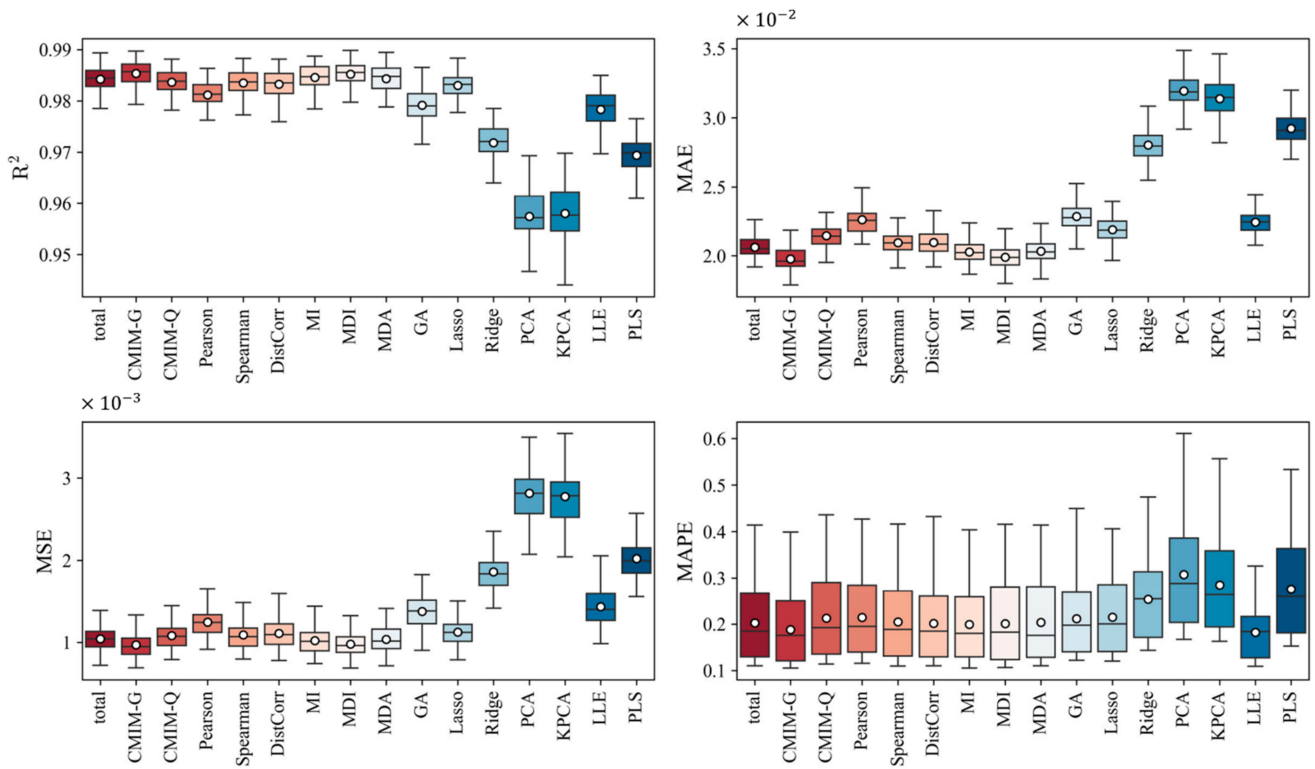 R²
0.99
0.98
0.97
0.96
0.95
total CMIM-G CMIM-Q Pearson Spearman DistCorr MI MDI MDA GA Lasso Ridge PCA KPCA LLE PLS
× 10⁻²
MAE
3.5
3.0
2.5
2.0
total CMIM-G CMIM-Q Pearson Spearman DistCorr MI MDI MDA GA Lasso Ridge PCA KPCA LLE PLS
× 10⁻³
MSE
3
2
1
total CMIM-G CMIM-Q Pearson Spearman DistCorr MI MDI MDA GA Lasso Ridge PCA KPCA LLE PLS
MAPE
0.6
0.5
0.4
0.3
0.2
0.1
total CMIM-G CMIM-Q Pearson Spearman DistCorr MI MDI MDA GA Lasso Ridge PCA KPCA LLE PLS